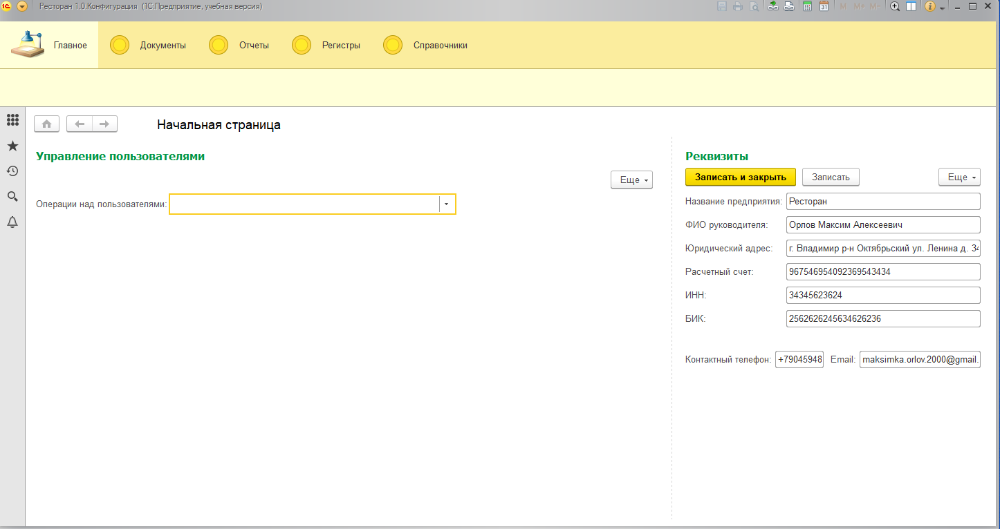 Ресторан 1.0.Конфигурация (1С:Предприятие, учебная версия)
M M+ M-
31
Главное
Документы
Отчеты
Регистры
Справочники
Начальная страница
Управление пользователями
Еще
Операции над пользователями:
Реквизиты
Записать и закрыть
Записать
Еще
Название предприятия: Ресторан
ФИО руководителя: Орлов Максим Алексеевич
Юридический адрес: г. Владимир р-н Октябрьский ул. Ленина д. 34
Расчетный счет: 967546954092369543434
ИНН: 34345623624
БИК: 2562626245634626236
Контактный телефон: +79045948 Email: maksimka.orlov.2000@gmail.